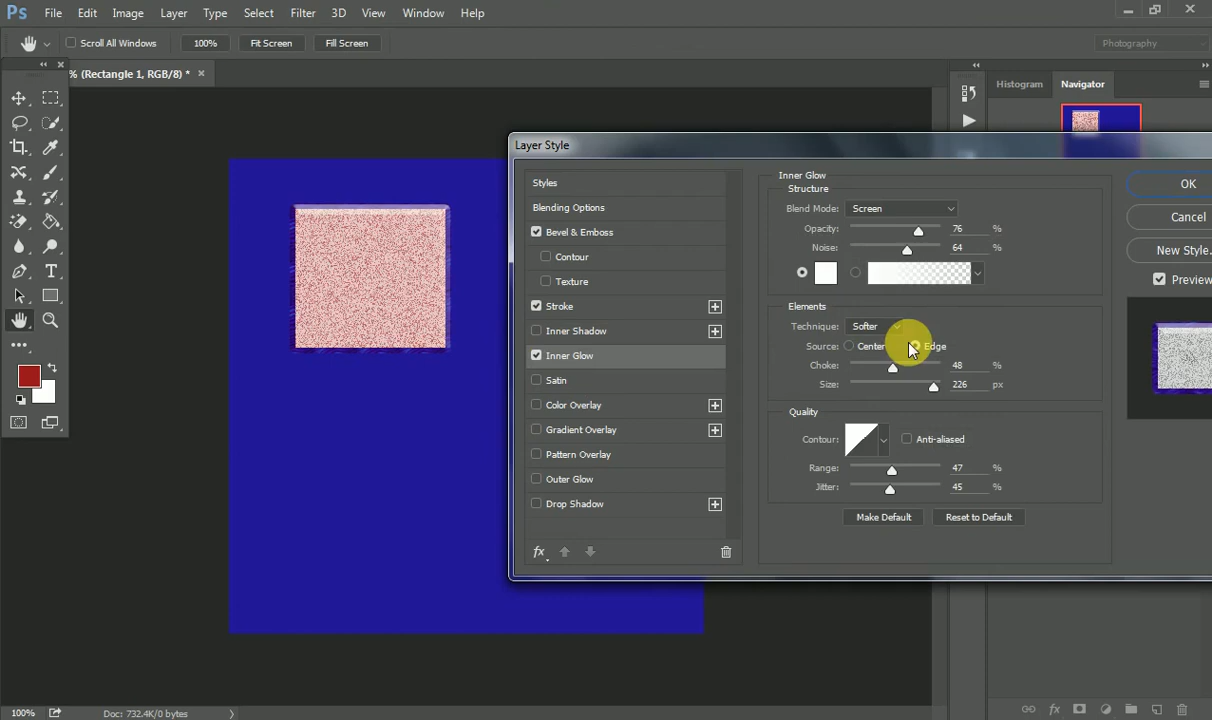 Ps File Edit Image Layer Type Select Filter 3D View Window Help
Scroll All Windows 100% Fit Screen Fill Screen Photography
% (Rectangle 1, RGB/8) * Histogram Navigator
Layer Style
Styles
Blending Options
Bevel & Emboss
Contour
Texture
Stroke
Inner Shadow
Inner Glow
Satin
Color Overlay
Gradient Overlay
Pattern Overlay
Outer Glow
Drop Shadow
fx
Inner Glow
Structure
Blend Mode: Screen
Opacity: 76 %
Noise: 64 %
Elements
Technique: Softer
Source: Center Edge
Choke: 48 %
Size: 226 px
Quality
Contour: Anti-aliased
Range: 47 %
Jitter: 45 %
Make Default Reset to Default
OK
Cancel
New Style..
Preview
T
100% Doc: 732.4K/0 bytes
fx